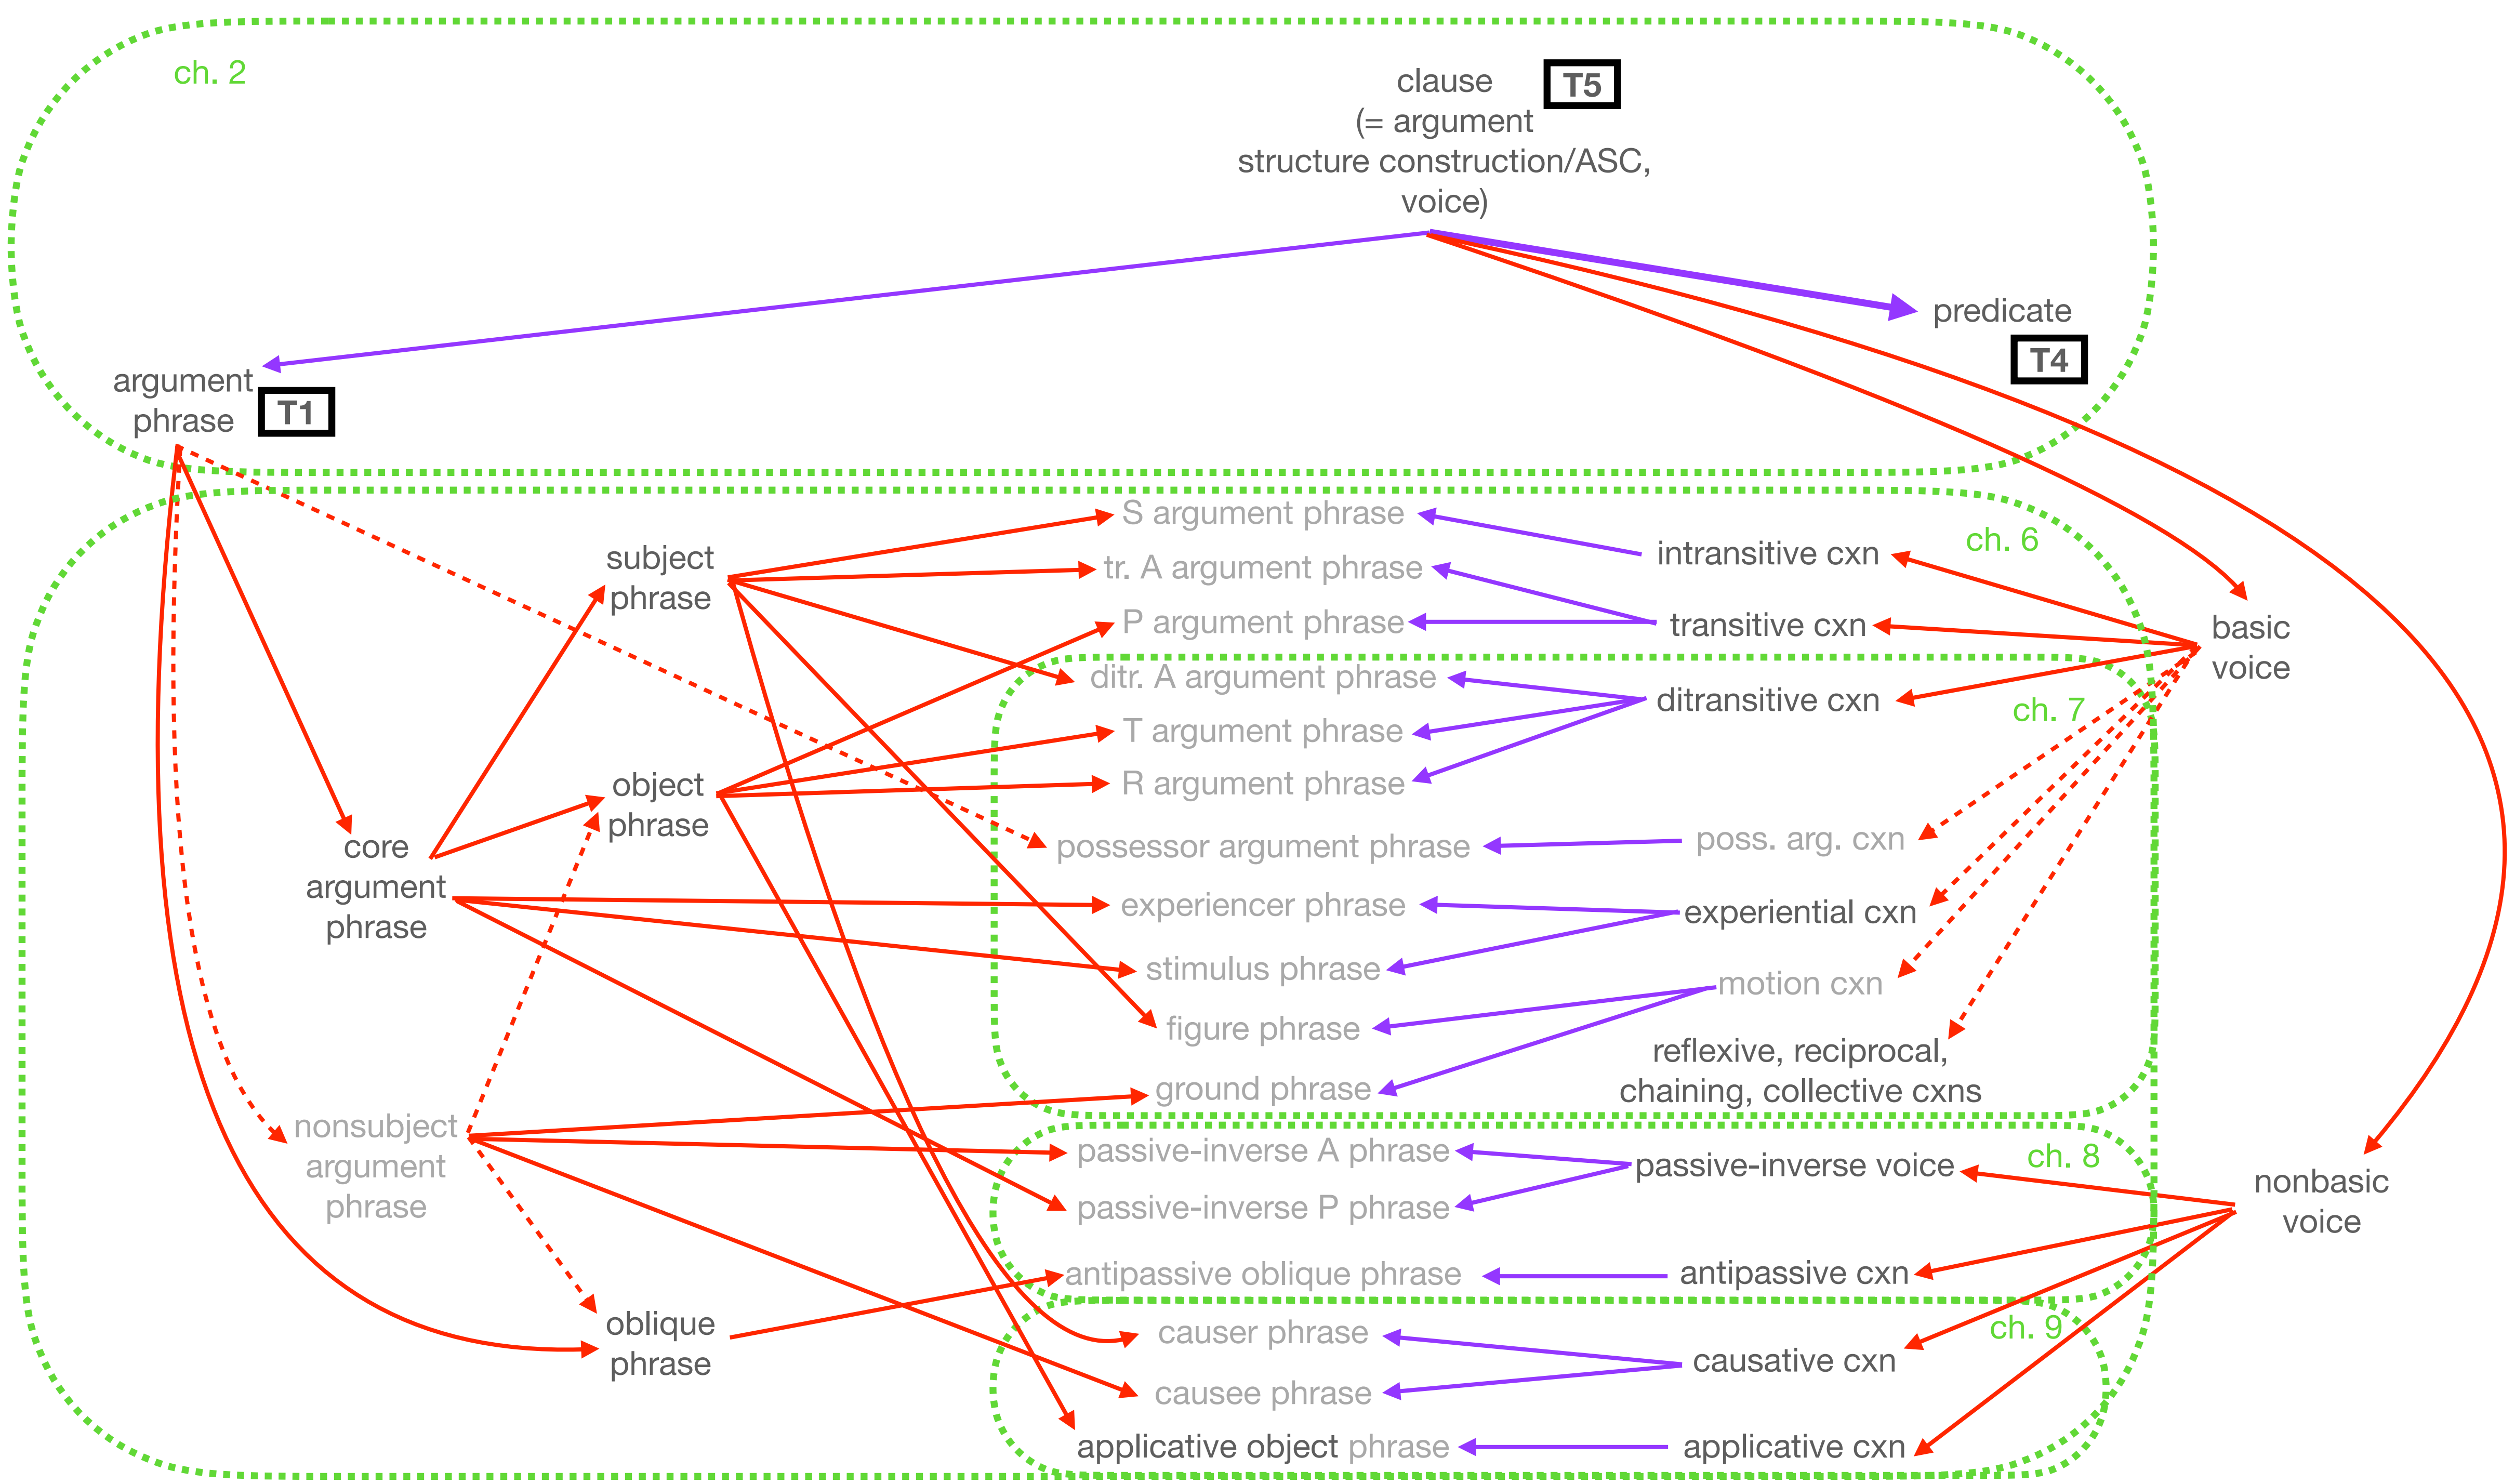 ch. 2
clause
T5
(= argument
structure construction/ASC,
voice)
predicate
T4
argument
phrase
T1
subject
phrase
object
phrase
core
argument
phrase
nonsubject
argument
phrase
oblique
phrase
S argument phrase
tr. A argument phrase
P argument phrase
ditr. A argument phrase
T argument phrase
R argument phrase
possessor argument phrase
experiencer phrase
stimulus phrase
figure phrase
ground phrase
passive-inverse A phrase
passive-inverse P phrase
antipassive oblique phrase
causer phrase
causee phrase
applicative object phrase
intransitive cxn
transitive cxn
ditransitive cxn
poss. arg. cxn
experiential cxn
motion cxn
reflexive, reciprocal,
chaining, collective cxns
passive-inverse voice
antipassive cxn
causative cxn
applicative cxn
ch. 6
ch. 7
ch. 8
ch. 9
basic
voice
nonbasic
voice